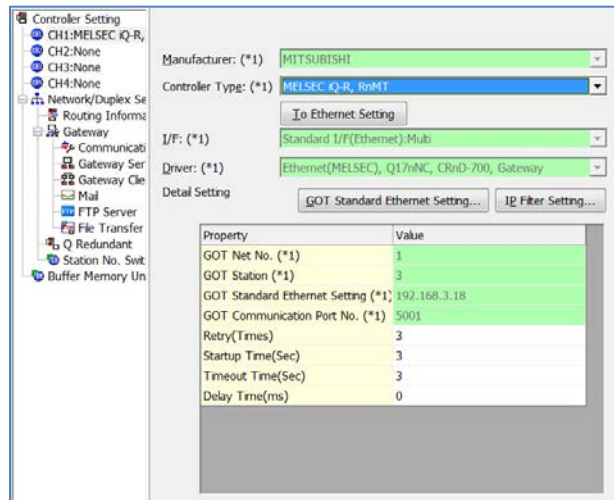 Controller Setting
CH1:MELSEC iQ-R,
CH2:None
CH3:None
CH4:None
Network/Duplex Se
Routing Informa
Gateway
Communicati
Gateway Ser
Gateway Clie
Mail
FTP Server
File Transfer
Q Redundant
Station No. Swit
Buffer Memory Un
Manufacturer: (*1) MITSUBISHI
Controller Type: (*1) MELSEC iQ-R, RnMT
To Ethernet Setting
I/F: (*1) Standard I/F(Ethernet):Multi
Driver: (*1) Ethernet(MELSEC), Q17nNC, CRnD-700, Gateway
Detail Setting GOT Standard Ethernet Setting... IP Filter Setting...
Property Value
GOT Net No. (*1) 1
GOT Station (*1) 3
GOT Standard Ethernet Setting (*1) 192.168.3.18
GOT Communication Port No. (*1) 5001
Retry(Times) 3
Startup Time(Sec) 3
Timeout Time(Sec) 3
Delay Time(ms) 0